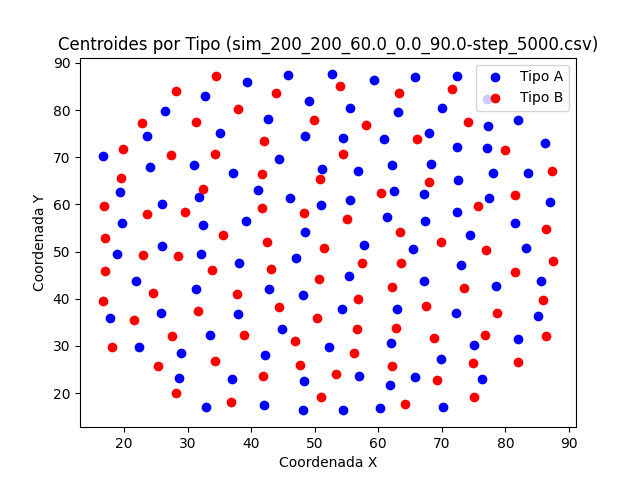 Centroides por Tipo (sim_200_200_60.0_0.0_90.0-step_5000.csv)
Tipo A
Tipo B
90
80
70
60
50
40
30
20
Coordenada Y
20 30 40 50 60 70 80 90
Coordenada X